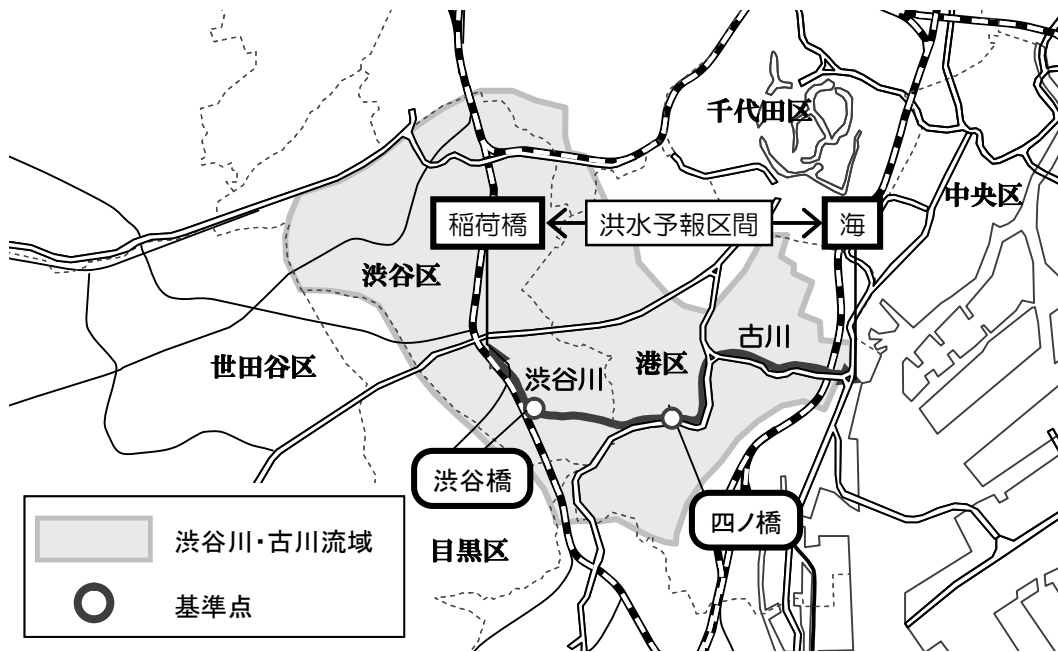 千代田区
中央区
稲荷橋
洪水予報区間
海
渋谷区
世田谷区
港区
古川
渋谷川
渋谷橋
四ノ橋
目黒区
渋谷川・古川流域
基準点